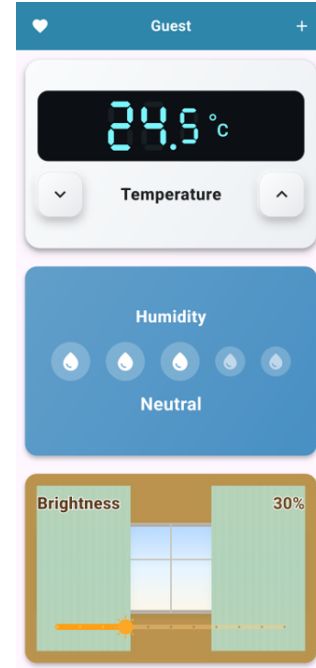 Guest
24.5 °c
Temperature
Humidity
Neutral
Brightness 30%